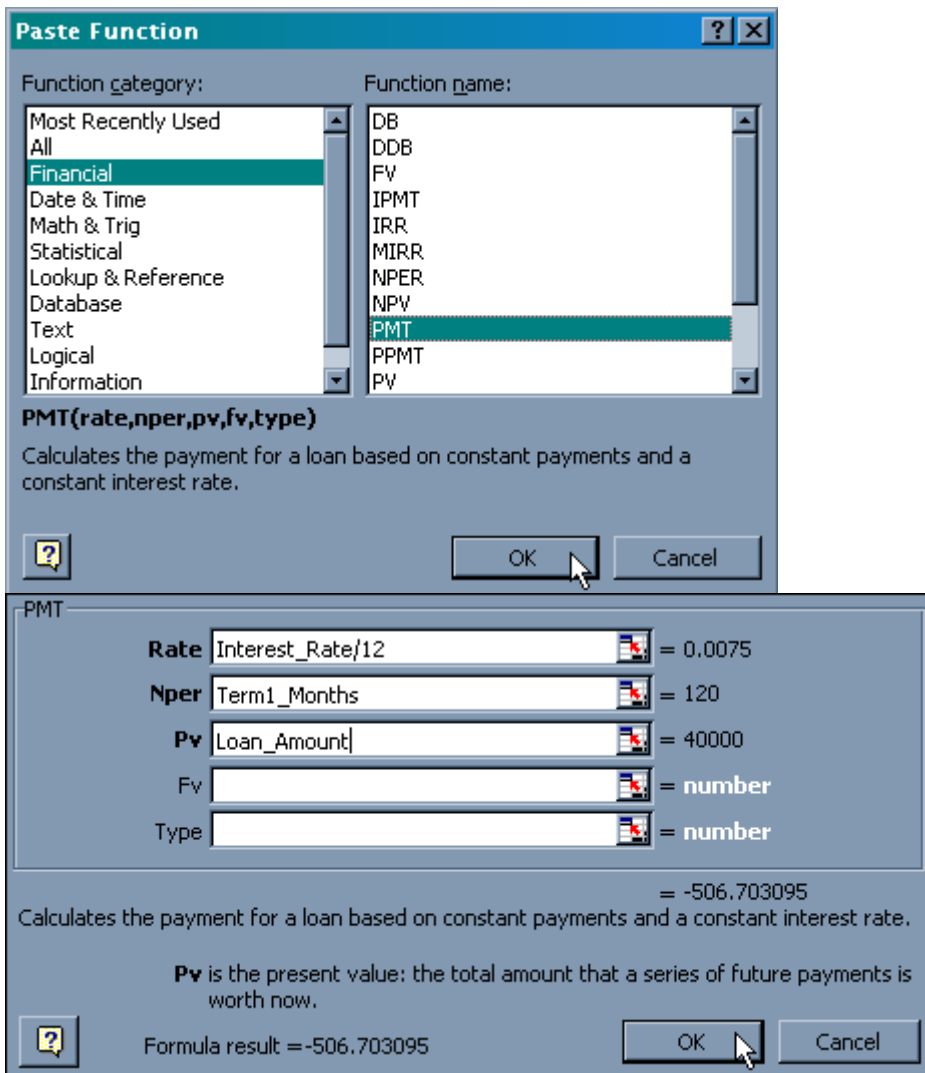 Paste Function
Function category:
Function name:
Most Recently Used
All
Financial
Date & Time
Math & Trig
Statistical
Lookup & Reference
Database
Text
Logical
Information
DB
DDB
FV
IPMT
IRR
MIRR
NPER
NPV
PMT
PPMT
PV
PMT(rate,nper,pv,fv,type)
Calculates the payment for a loan based on constant payments and a
constant interest rate.
OK
Cancel
PMT
Rate Interest_Rate/12 = 0.0075
Nper Term1_Months = 120
Pv Loan_Amount = 40000
Fv = number
Type = number
= -506.703095
Calculates the payment for a loan based on constant payments and a constant interest rate.
Pv is the present value: the total amount that a series of future payments is
worth now.
Formula result =-506.703095
OK
Cancel